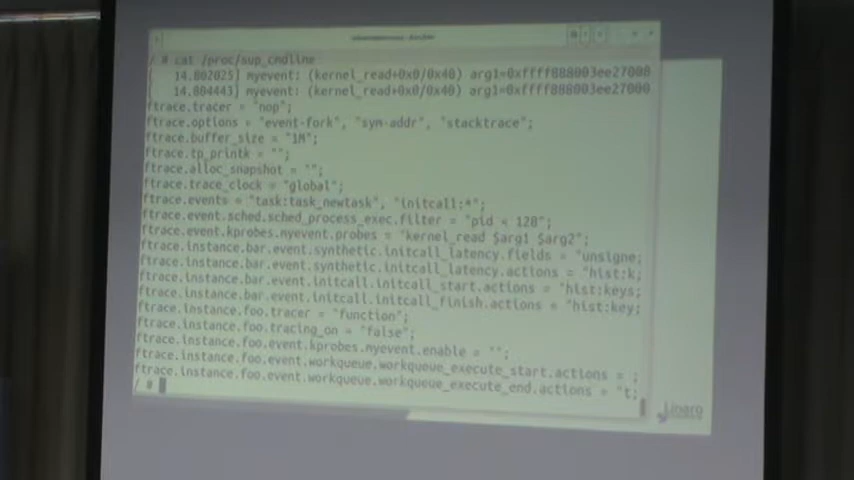 / # cat /proc/sup_cmdline
[   14.802025] myevent: (kernel_read+0x0/0x40) arg1=0xffff888003ee27000
[   14.804443] myevent: (kernel_read+0x0/0x40) arg1=0xffff888003ee27000
ftrace.tracer = "nop";
ftrace.options = "event-fork", "sym-addr", "stacktrace";
ftrace.buffer_size = "1M";
ftrace.tp_printk = "";
ftrace.alloc_snapshot = "";
ftrace.trace_clock = "global";
ftrace.events = "task:task_newtask", "initcall:*";
ftrace.event.sched.sched_process_exec.filter = "pid < 128";
ftrace.event.kprobes.myevent.probes = "kernel_read $arg1 $arg2";
ftrace.instance.bar.event.synthetic.initcall_latency.fields = "unsigne;
ftrace.instance.bar.event.synthetic.initcall_latency.actions = "hist:k;
ftrace.instance.bar.event.initcall.initcall_start.actions = "hist:keys;
ftrace.instance.bar.event.initcall.initcall_finish.actions = "hist:key;
ftrace.instance.foo.tracer = "function";
ftrace.instance.foo.tracing_on = "false";
ftrace.instance.foo.event.kprobes.myevent.enable = "";
ftrace.instance.foo.event.workqueue.workqueue_execute_start.actions = ;
ftrace.instance.foo.event.workqueue.workqueue_execute_end.actions = "t;
/ #
Linaro